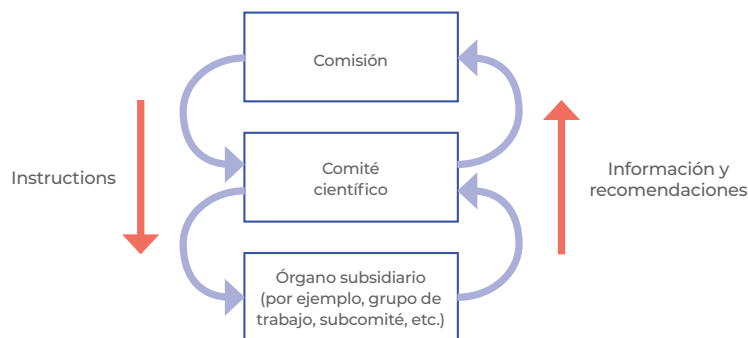 Comisión
Instructions
Comité
científico
Información y
recomendaciones
Órgano subsidiario
(por ejemplo, grupo de
trabajo, subcomité, etc.)